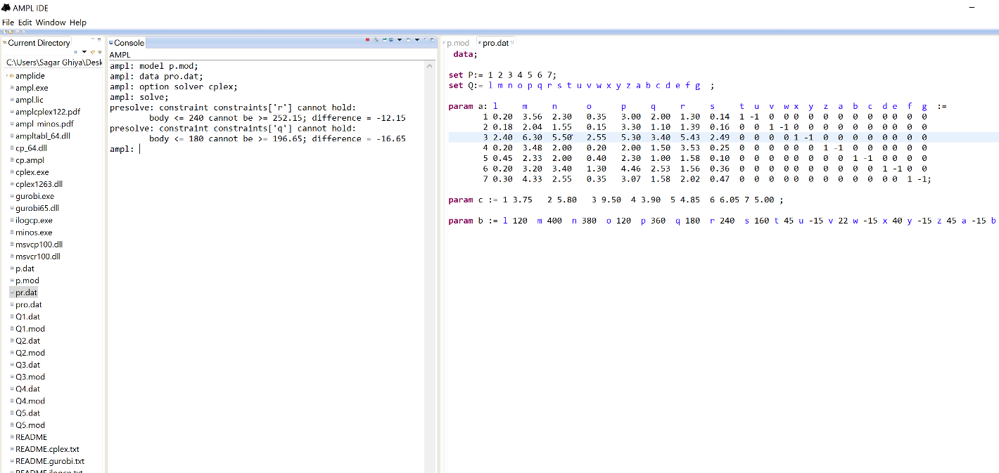 AMPL IDE
File Edit Window Help
Current Directory
C:\Users\Sagar Ghiya\Desk
amplide
ampl.exe
ampl.lic
amplcplex122.pdf
ampl_minos.pdf
ampltabl_64.dll
cp_64.dll
cp.ampl
cplex.exe
cplex1263.dll
gurobi.exe
gurobi65.dll
ilogcp.exe
minos.exe
msvcp100.dll
msvcr100.dll
p.dat
p.mod
pr.dat
pro.dat
Q1.dat
Q1.mod
Q2.dat
Q2.mod
Q3.dat
Q3.mod
Q4.dat
Q4.mod
Q5.dat
Q5.mod
README
README.cplex.txt
README.gurobi.txt
README.ilogcp.txt
Console
AMPL
ampl: model p.mod;
ampl: data pro.dat;
ampl: option solver cplex;
ampl: solve;
presolve: constraint constraints['r'] cannot hold:
body <= 240 cannot be >= 252.15; difference = -12.15
presolve: constraint constraints['q'] cannot hold:
body <= 180 cannot be >= 196.65; difference = -16.65
ampl:
p.mod pro.dat
data;
set P:= 1 2 3 4 5 6 7;
set Q:= l m n o p q r s t u v w x y z a b c d e f g ;
param a: l m n o p q r s t u v w x y z a b c d e f g :=
1 0.20 3.56 2.30 0.35 3.00 2.00 1.30 0.14 1 -1 0 0 0 0 0 0 0 0 0 0 0 0
2 0.18 2.04 1.55 0.15 3.30 1.10 1.39 0.16 0 0 1 -1 0 0 0 0 0 0 0 0 0 0
3 2.40 6.30 5.50 2.55 5.30 3.40 5.43 2.49 0 0 0 0 1 -1 0 0 0 0 0 0 0 0
4 0.20 3.48 2.00 0.20 2.00 1.50 3.53 0.25 0 0 0 0 0 0 1 -1 0 0 0 0 0 0
5 0.45 2.33 2.00 0.40 2.30 1.00 1.58 0.10 0 0 0 0 0 0 0 0 1 -1 0 0 0 0
6 0.20 3.20 3.40 1.30 4.46 2.53 1.56 0.36 0 0 0 0 0 0 0 0 0 0 1 -1 0 0
7 0.30 4.33 2.55 0.35 3.07 1.58 2.02 0.47 0 0 0 0 0 0 0 0 0 0 0 0 1 -1;
param c := 1 3.75 2 5.80 3 9.50 4 3.90 5 4.85 6 6.05 7 5.00 ;
param b := l 120 m 400 n 380 o 120 p 360 q 180 r 240 s 160 t 45 u -15 v 22 w -15 x 40 y -15 z 45 a -15 b